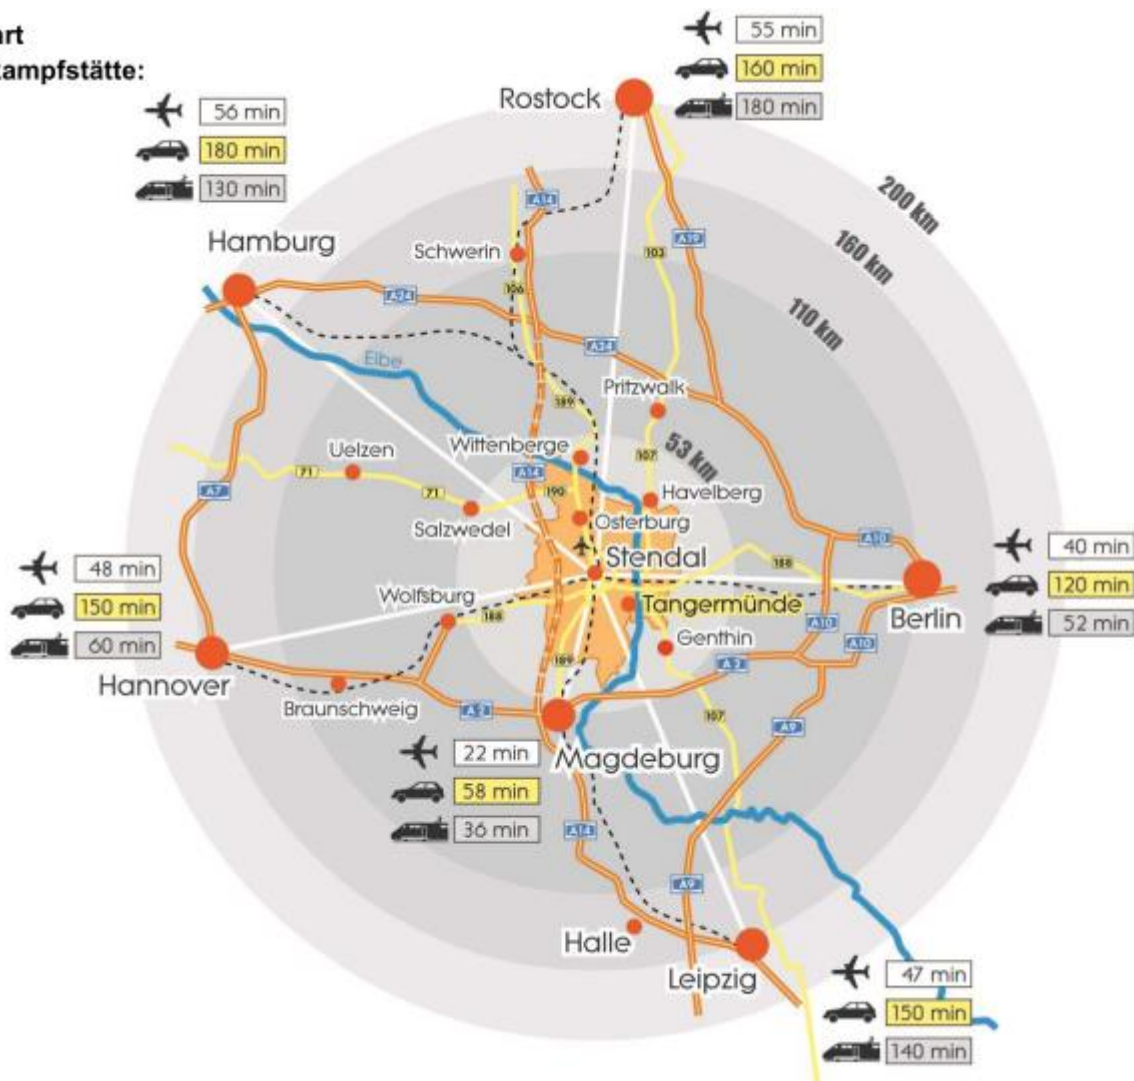 art
kampfstätte:
55 min
160 min
180 min
Rostock
56 min
180 min
130 min
200 km
160 km
110 km
53 km
Hamburg
Schwerin
A14
A19
103
106
A24
A24
Elbe
Pritzwalk
189
Wittenberge
107
Uelzen
71
71
A14
190
Havelberg
A7
Salzwedel
Osterburg
Stendal
A10
188
40 min
120 min
52 min
48 min
150 min
60 min
Wolfsburg
188
Tangermünde
Berlin
A10
A10
Genthin
189
A 2
Hannover
Braunschweig
A 2
107
A9
Magdeburg
22 min
58 min
36 min
A14
A9
Halle
Leipzig
47 min
150 min
140 min